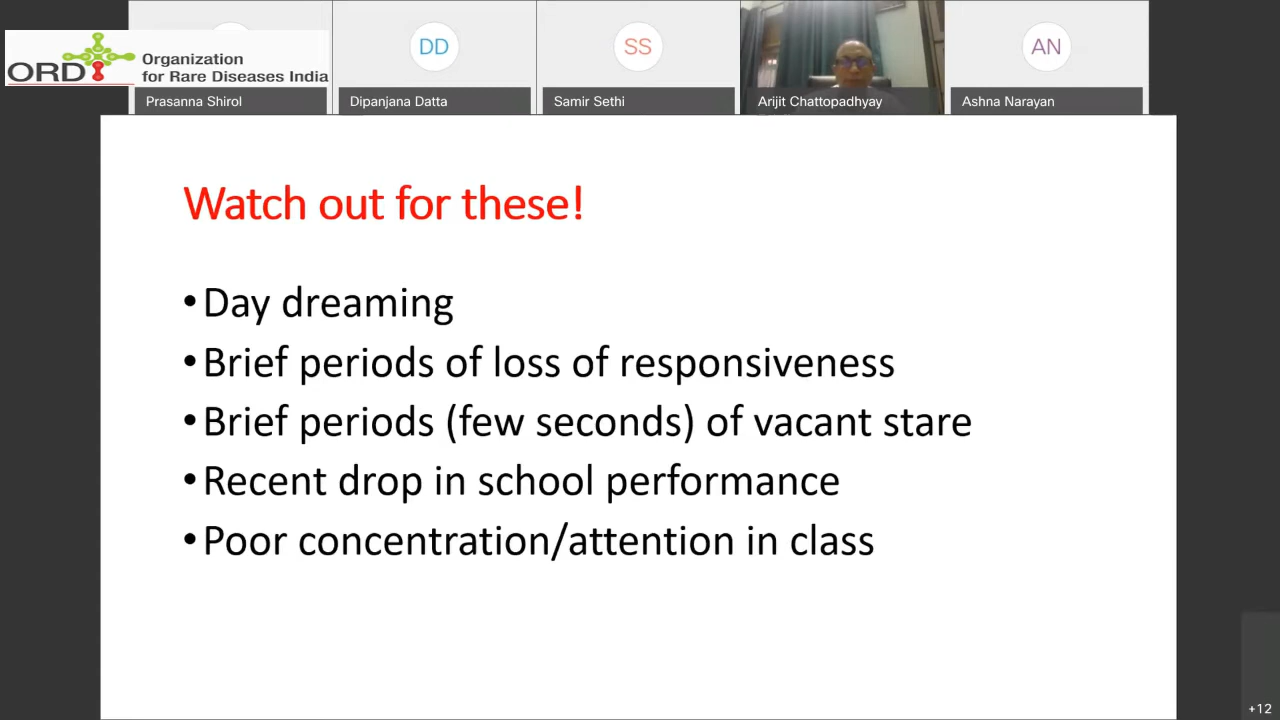 ORD
Organization
for Rare Diseases India
DD
SS
AN
Prasanna Shirol
Dipanjana Datta
Samir Sethi
Arijit Chattopadhyay
Ashna Narayan
Watch out for these!
•Day dreaming
•Brief periods of loss of responsiveness
•Brief periods (few seconds) of vacant stare
•Recent drop in school performance
•Poor concentration/attention in class
+12